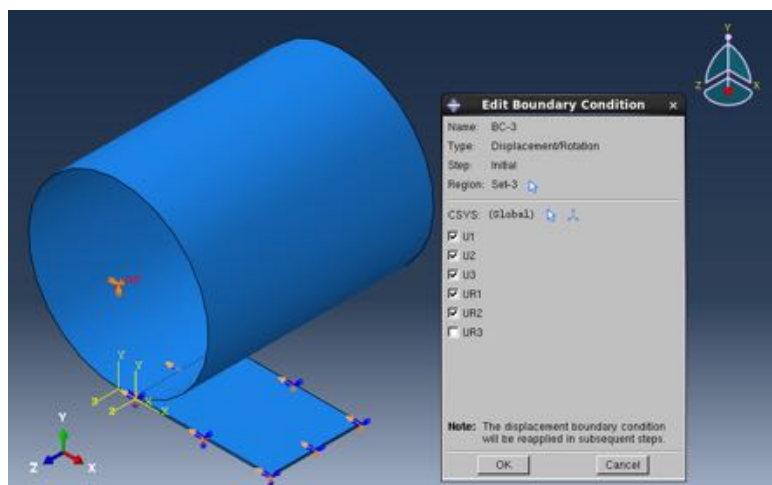 Edit Boundary Condition ×
Name: BC-3
Type: Displacement/Rotation
Step: Initial
Region: Set-3
CSYS: (Global)
U1
U2
U3
UR1
UR2
UR3
Note: The displacement boundary condition
will be reapplied in subsequent steps.
OK Cancel
Y
Z X
Y Y
Z Z X
Y
Z X